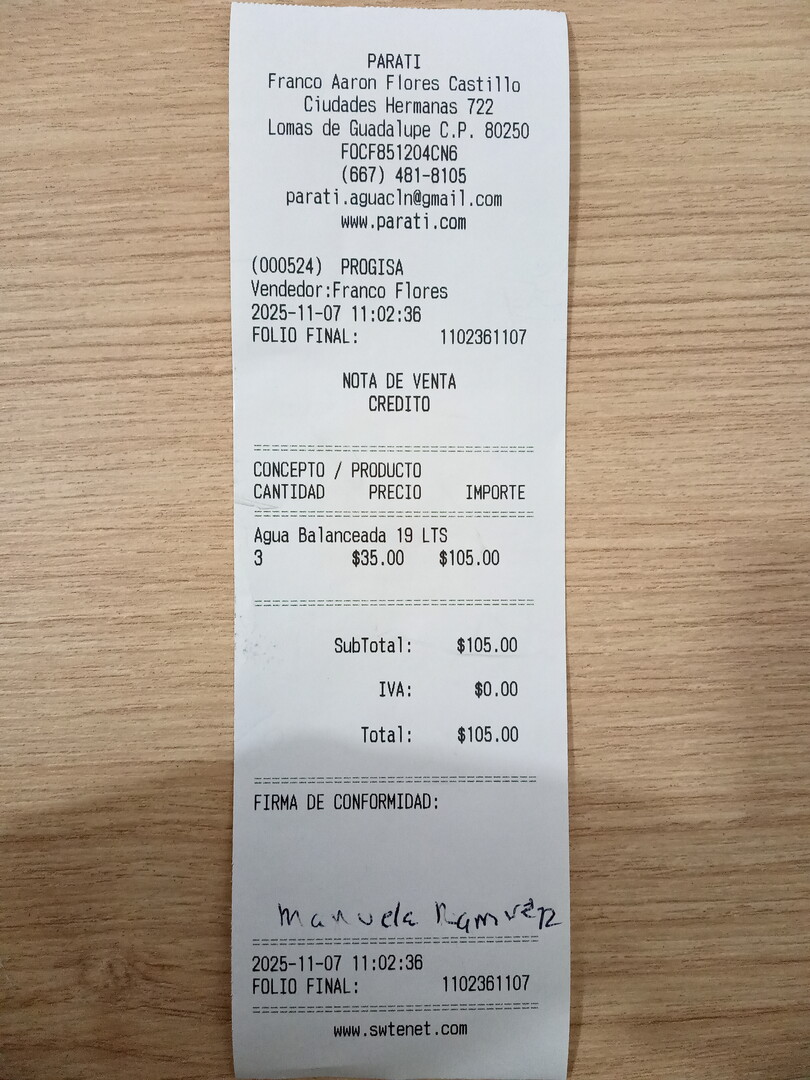 PARATI
Franco Aaron Flores Castillo
Ciudades Hermanas 722
Lomas de Guadalupe C.P. 80250
FOCF851204CN6
(667) 481-8105
parati.aguacln@gmail.com
www.parati.com
(000524) PROGISA
Vendedor:Franco Flores
2025-11-07 11:02:36
FOLIO FINAL: 1102361107
NOTA DE VENTA
CREDITO
CONCEPTO / PRODUCTO
CANTIDAD PRECIO IMPORTE
Agua Balanceada 19 LTS
3 $35.00 $105.00
SubTotal: $105.00
IVA: $0.00
Total: $105.00
FIRMA DE CONFORMIDAD:
Manuela Ramirez
2025-11-07 11:02:36
FOLIO FINAL: 1102361107
www.swtenet.com